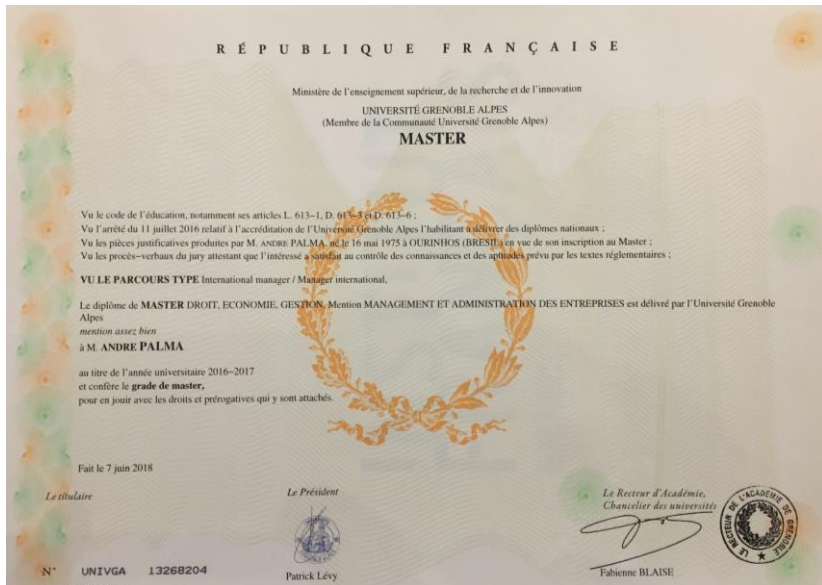 RÉPUBLIQUE FRANÇAISE
Ministère de l'enseignement supérieur, de la recherche et de l'innovation
UNIVERSITÉ GRENOBLE ALPES
(Membre de la Communauté Université Grenoble Alpes)
MASTER
Vu le code de l'éducation, notamment ses articles L. 613–1, D. 613–3 et D. 613–6 ;
Vu l'arrêté du 11 juillet 2016 relatif à l'accréditation de l'Université Grenoble Alpes l'habilitant à délivrer des diplômes nationaux ;
Vu les pièces justificatives produites par M. ANDRE PALMA, né le 16 mai 1975 à OURINHOS (BRESIL) en vue de son inscription au Master ;
Vu les procès–verbaux du jury attestant que l'intéressé a satisfait au contrôle des connaissances et des aptitudes prévu par les textes réglementaires ;
VU LE PARCOURS TYPE International manager / Manager international,
Le diplôme de MASTER DROIT, ECONOMIE, GESTION, Mention MANAGEMENT ET ADMINISTRATION DES ENTREPRISES est délivré par l'Université Grenoble
Alpes
mention assez bien
à M. ANDRE PALMA
au titre de l'année universitaire 2016–2017
et confère le grade de master,
pour en jouir avec les droits et prérogatives qui y sont attachés.
Fait le 7 juin 2018
Le titulaire
Le Président
Le Recteur d'Académie,
Chancelier des universités
RECTEUR DE L'ACADEMIE DE GRENOBLE
N° UNIVGA 13268204
Patrick Lévy
Fabienne BLAISE